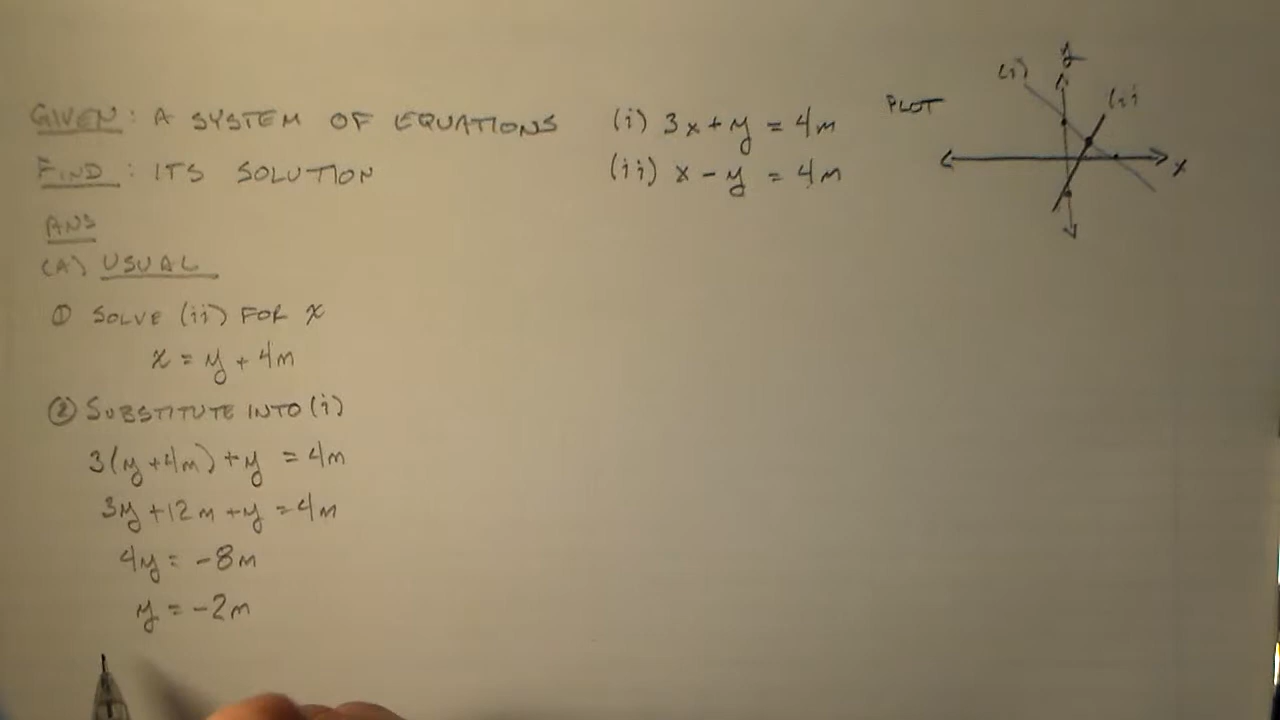 GIVEN: A SYSTEM OF EQUATIONS (i) 3x+y = 4m
FIND: ITS SOLUTION (ii) x-y = 4m
PLOT
y
(i)
(ii
x
ANS
(A) USUAL
① SOLVE (ii) FOR x
x = y + 4m
② SUBSTITUTE INTO (i)
3(y+4m)+y = 4m
3y+12m+y=4m
4y = -8m
y = -2m